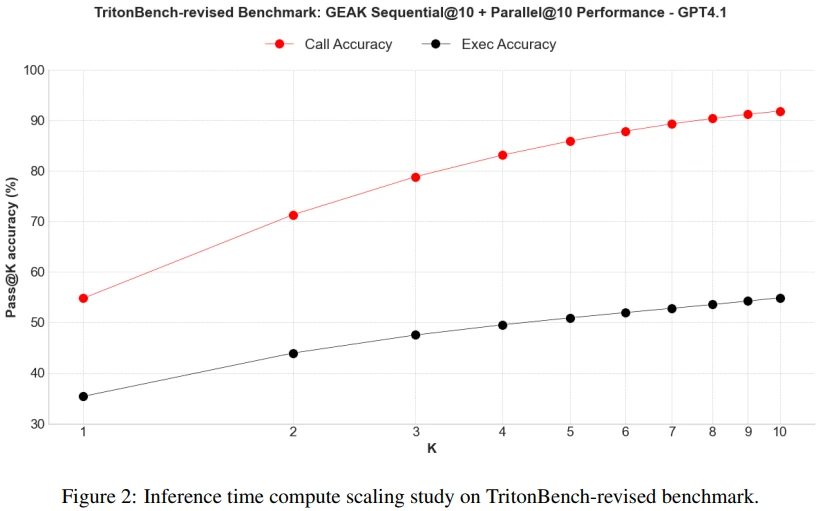 TritonBench-revised Benchmark: GEAK Sequential@10 + Parallel@10 Performance - GPT4.1
Call Accuracy Exec Accuracy
Pass@K accuracy (%)
100
90
80
70
60
50
40
30
1 2 3 4 5 6 7 8 9 10
K
Figure 2: Inference time compute scaling study on TritonBench-revised benchmark.